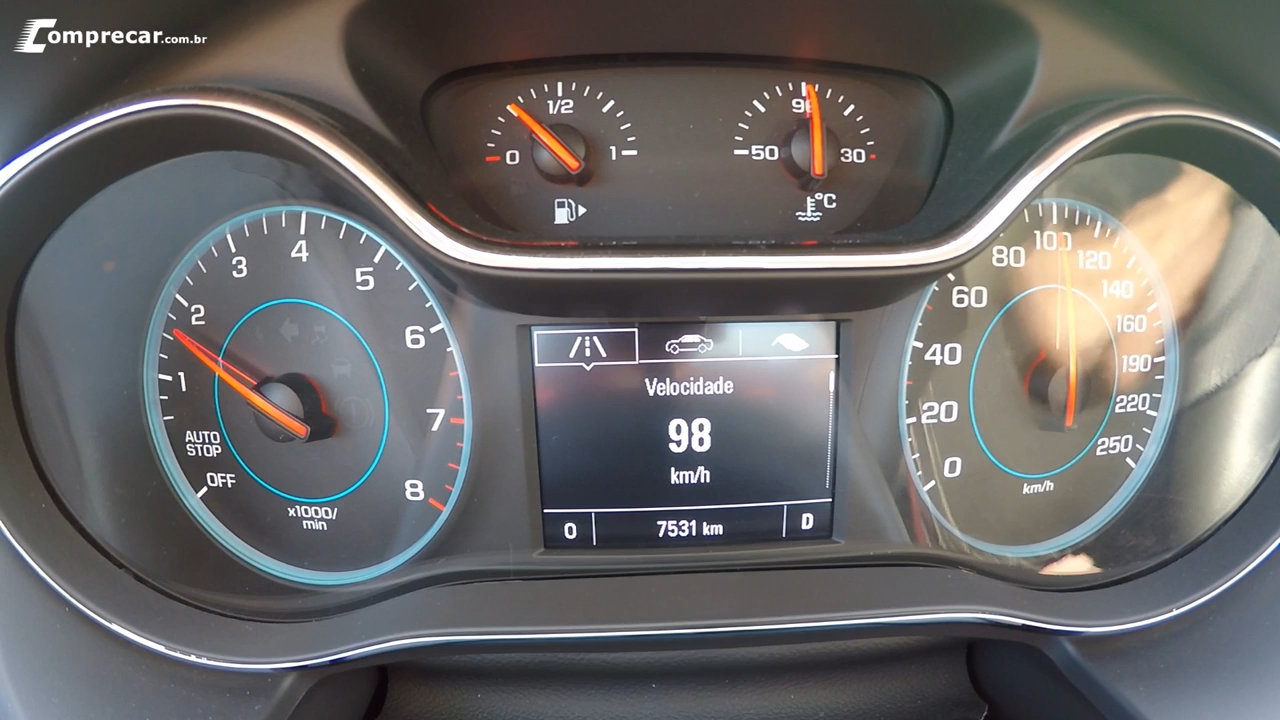 Comprecar.com.br
0 1/2 1
50 90 30
°C
OFF
AUTO
STOP
1 2 3 4 5 6 7 8
x1000/
min
Velocidade
98
km/h
0 7531 km D
0 20 40 60 80 100 120 140 160 190 220 250
km/h